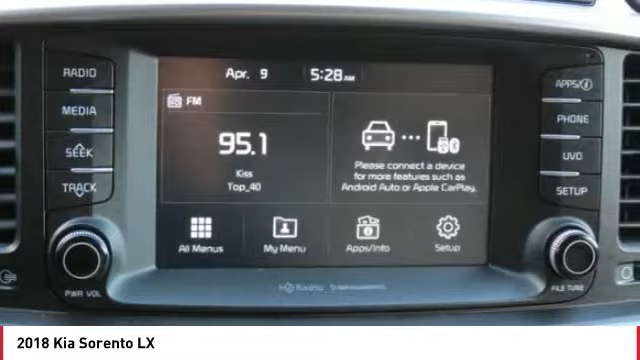 RADIO
MEDIA
SEEK
TRACK
PWR VOL
Apr. 9 5:28 AM
FM
95.1
Kiss
Top_40
Please connect a device
for more features such as
Android Auto or Apple CarPlay.
All Menus
My Menu
Apps/Info
Setup
HD Radio
APPS/i
PHONE
UVO
SETUP
FILE TUNE
2018 Kia Sorento LX